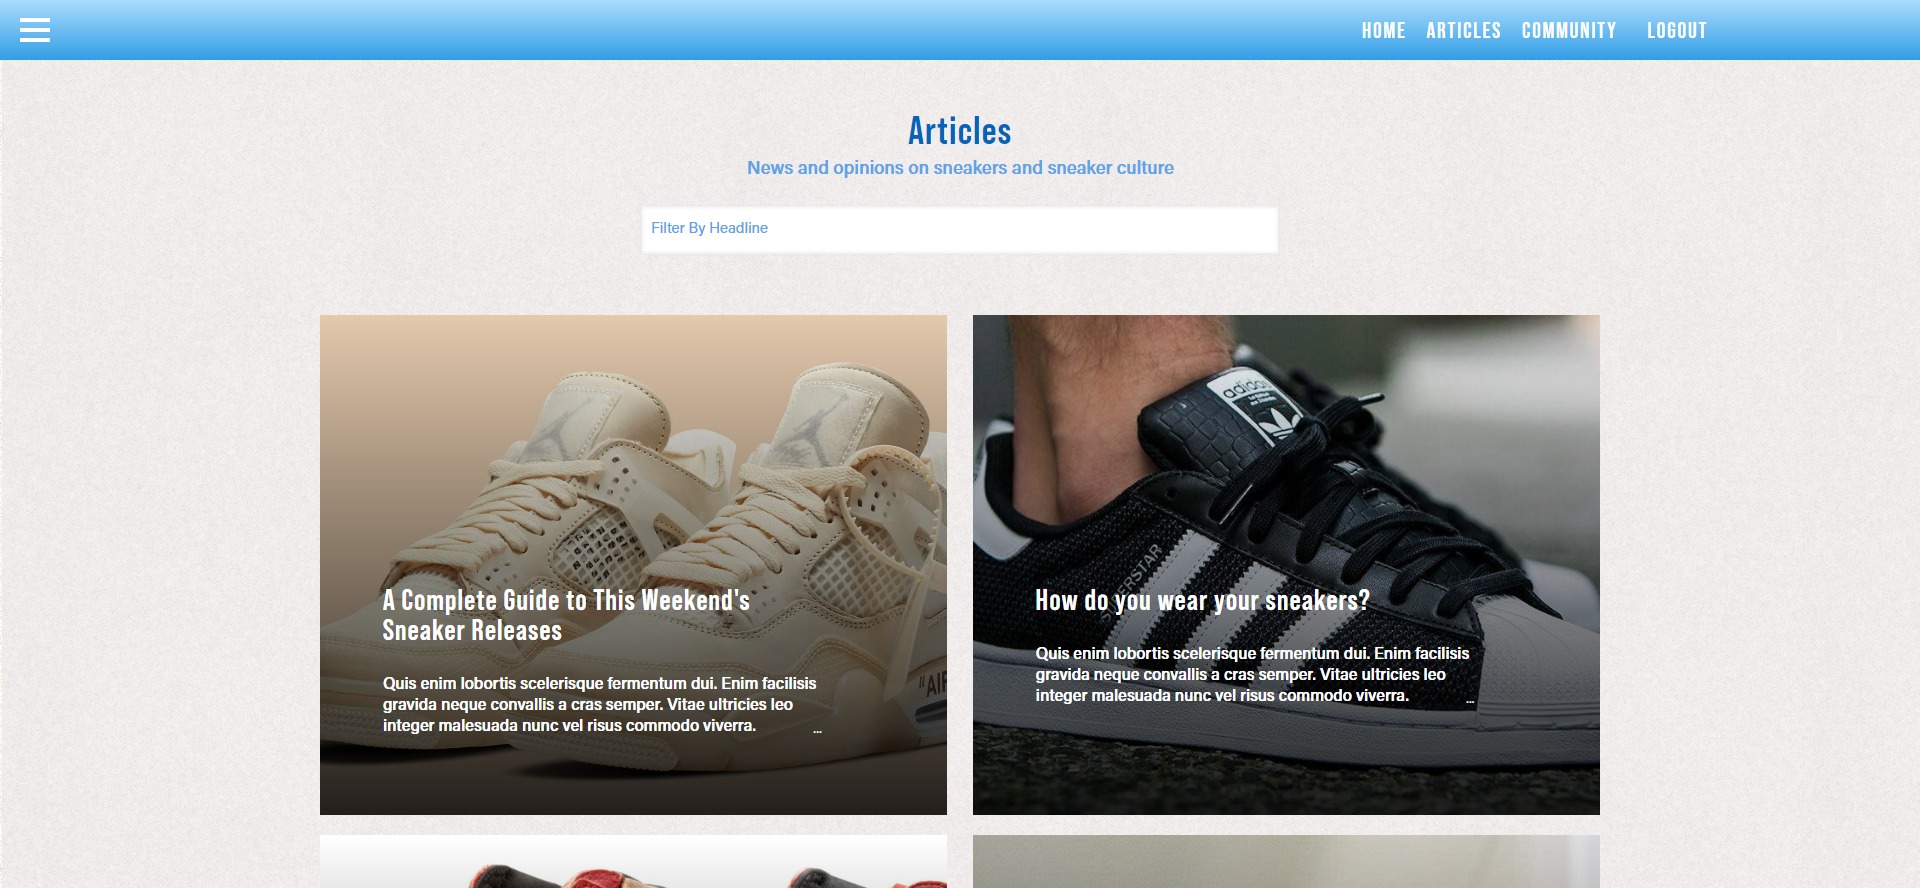 HOME ARTICLES COMMUNITY LOGOUT
Articles
News and opinions on sneakers and sneaker culture
Filter By Headline
A Complete Guide to This Weekend's
Sneaker Releases
Quis enim lobortis scelerisque fermentum dui. Enim facilisis
gravida neque convallis a cras semper. Vitae ultricies leo
integer malesuada nunc vel risus commodo viverra.
...
"AIR
adidas
SUPERSTAR
How do you wear your sneakers?
Quis enim lobortis scelerisque fermentum dui. Enim facilisis
gravida neque convallis a cras semper. Vitae ultricies leo
integer malesuada nunc vel risus commodo viverra.
...